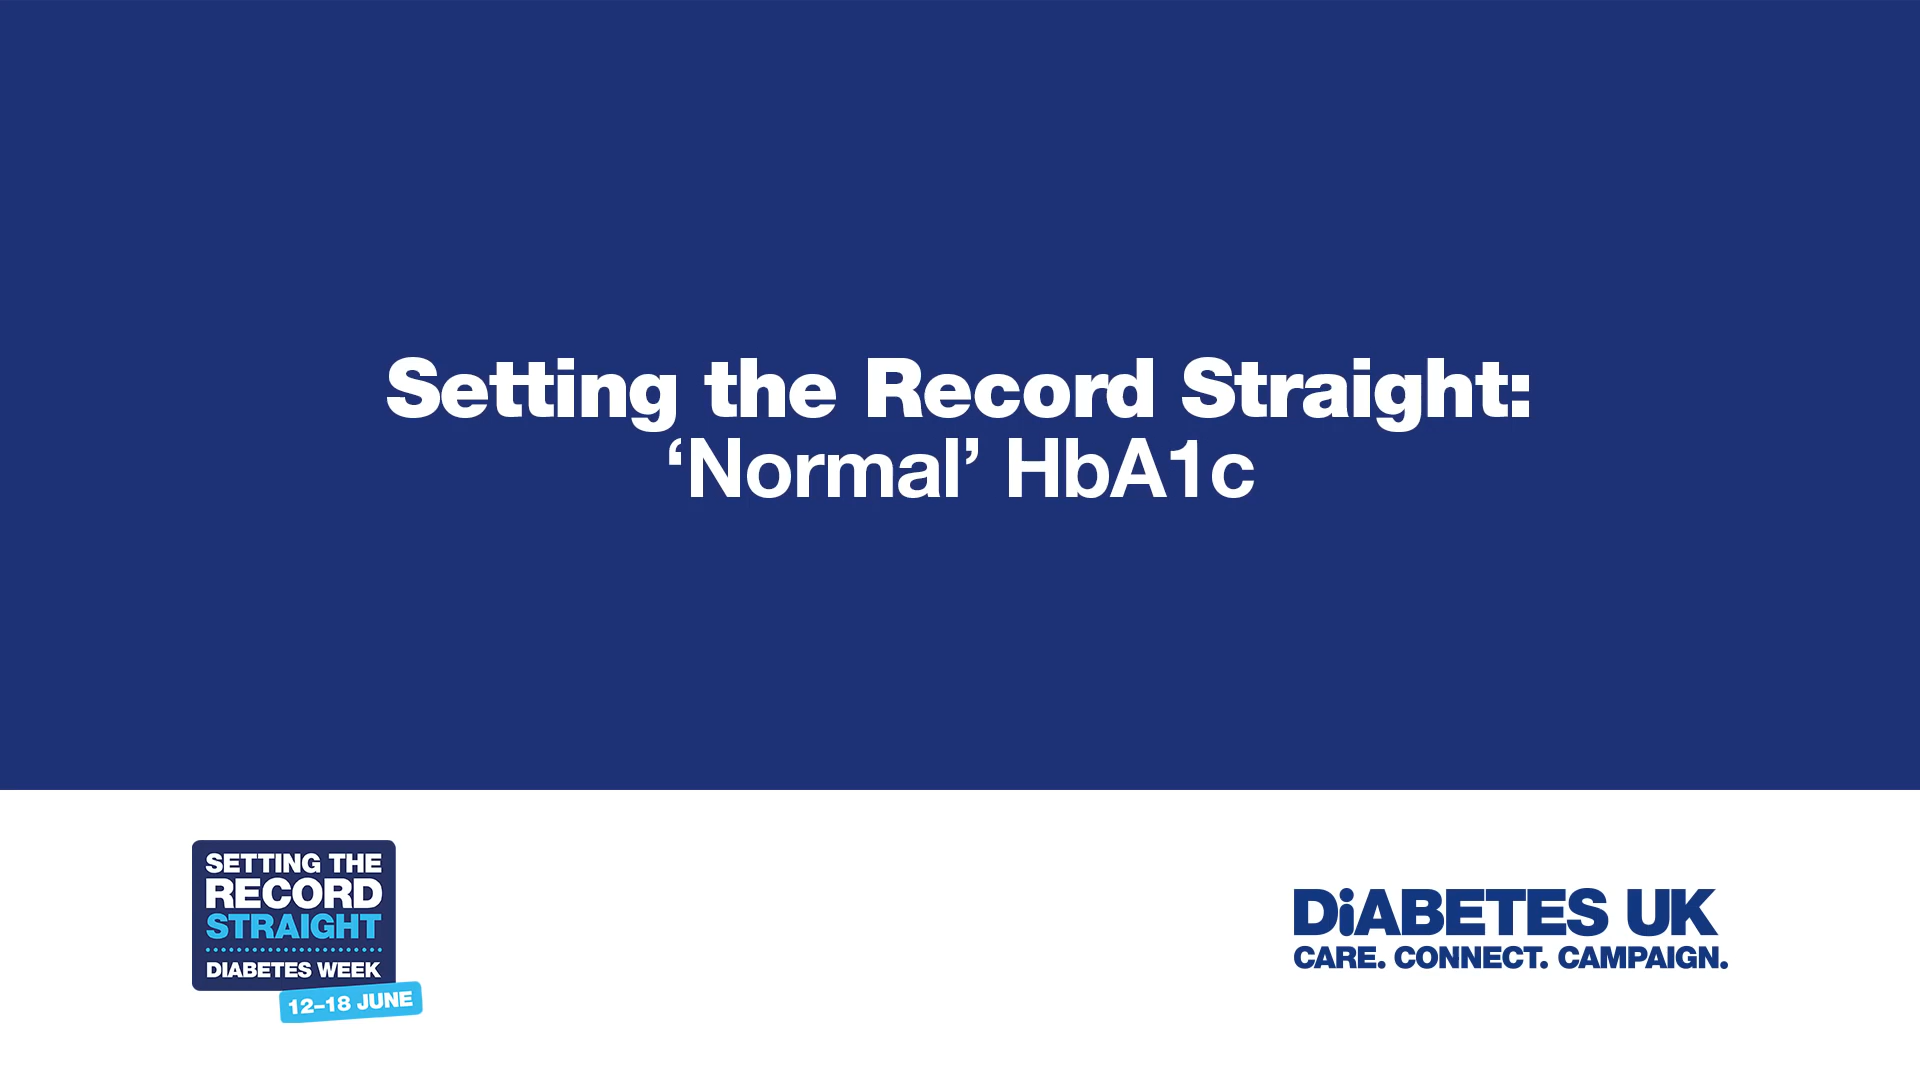 Setting the Record Straight:
‘Normal’ HbA1c
SETTING THE
RECORD
STRAIGHT
DIABETES WEEK
12–18 JUNE
DiABETES UK
CARE. CONNECT. CAMPAIGN.